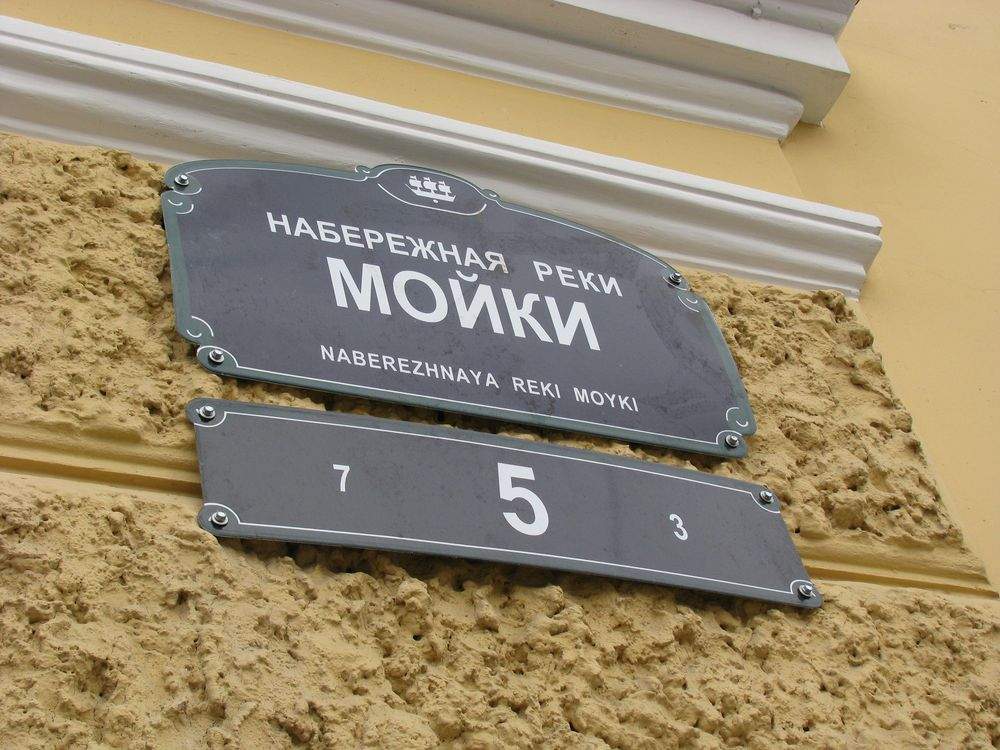 НАБЕРЕЖНАЯ РЕКИ
МОЙКИ
NABEREZHNAYA REKI MOYKI
7 5 3